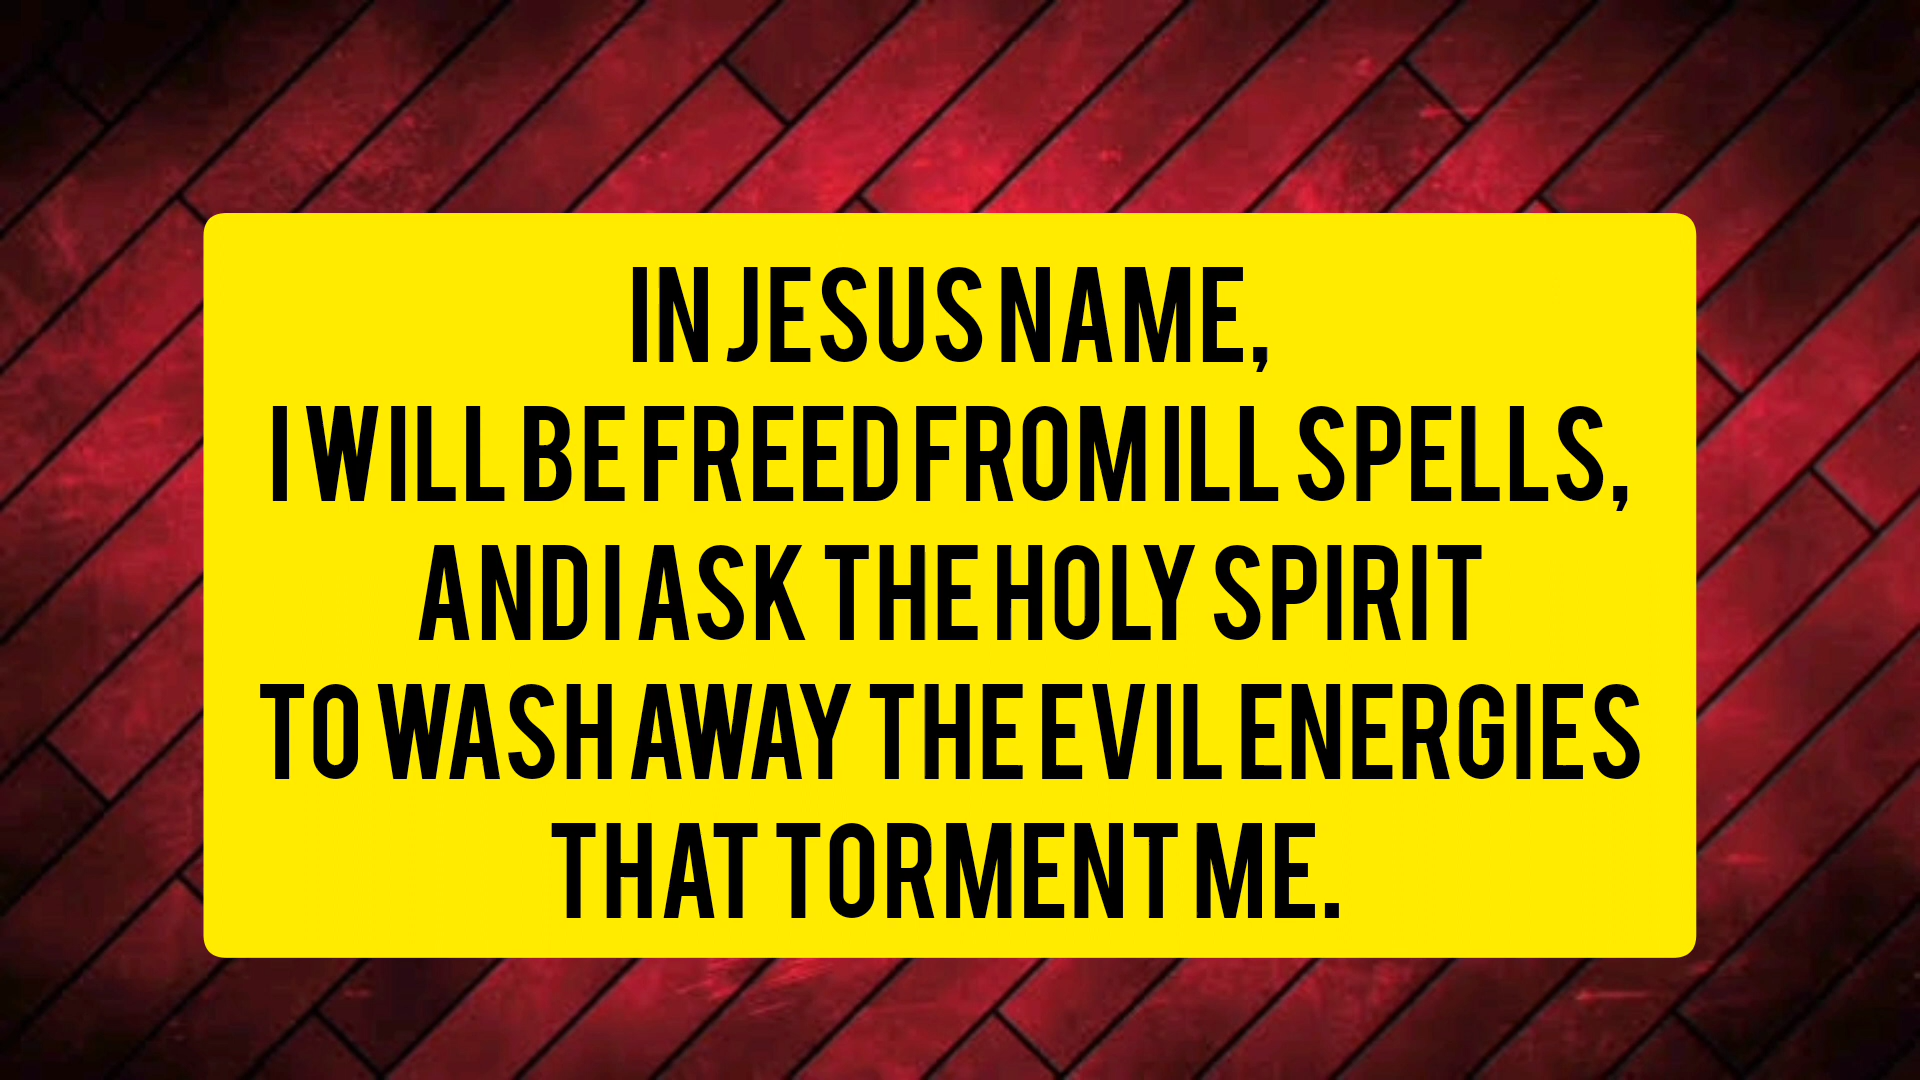 IN JESUS NAME,
I WILL BE FREED FROM ILL SPELLS,
AND I ASK THE HOLY SPIRIT
TO WASH AWAY THE EVIL ENERGIES
THAT TORMENT ME.